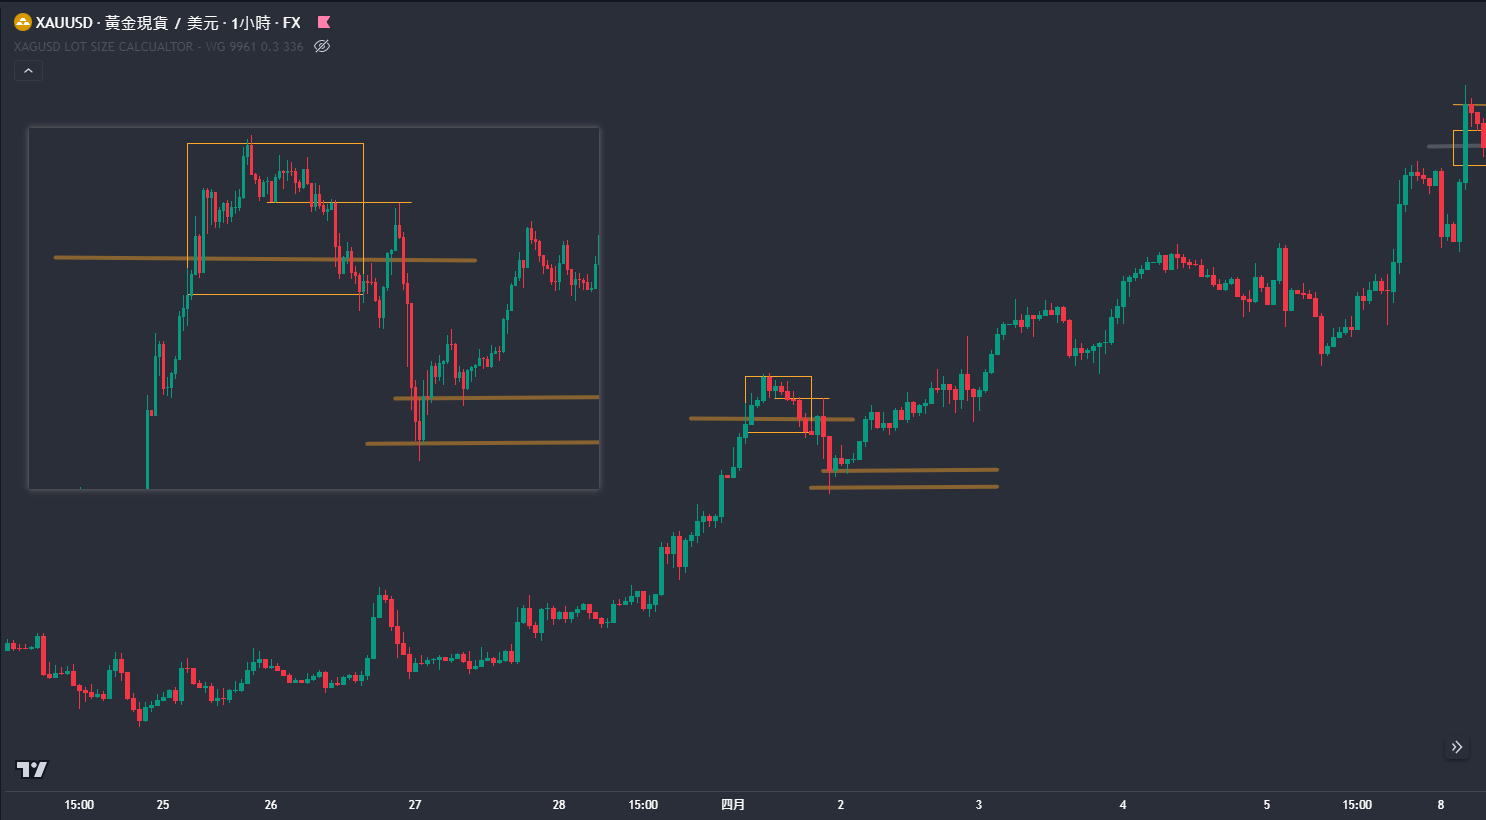 XAUUSD · 黃金現貨 / 美元 · 1小時 · FX
XAGUSD LOT SIZE CALCUALTOR - WG 9961 0.3 336
15:00 25 26 27 28 15:00 四月 2 3 4 5 15:00 8